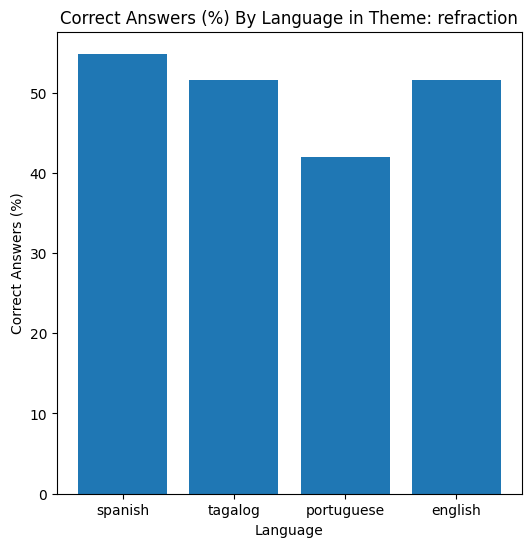 Correct Answers (%) By Language in Theme: refraction
Correct Answers (%)
50
40
30
20
10
0
spanish tagalog portuguese english
Language